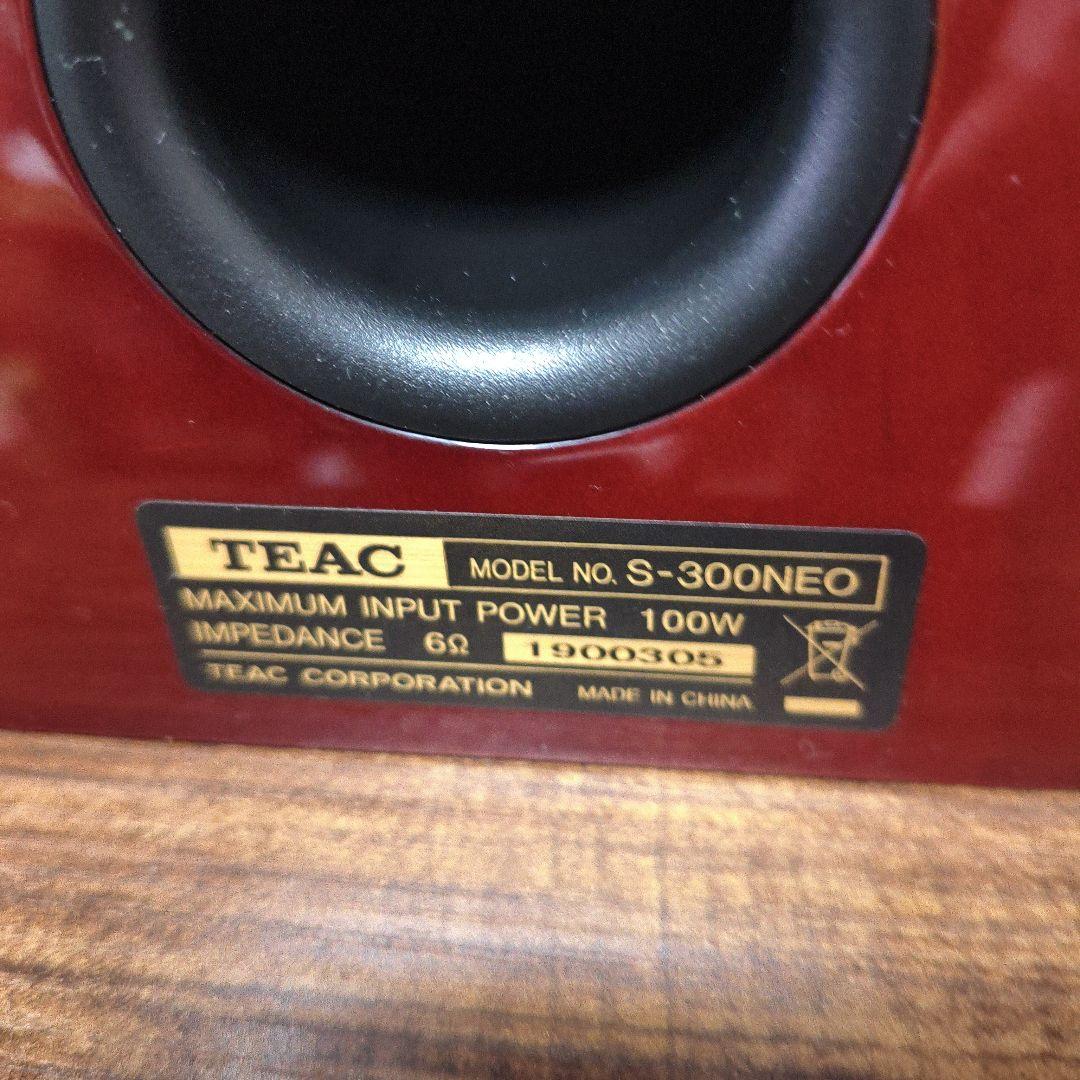 TEAC MODEL NO. S-300NEO
MAXIMUM INPUT POWER 100W
IMPEDANCE 6Ω 1900305
TEAC CORPORATION MADE IN CHINA